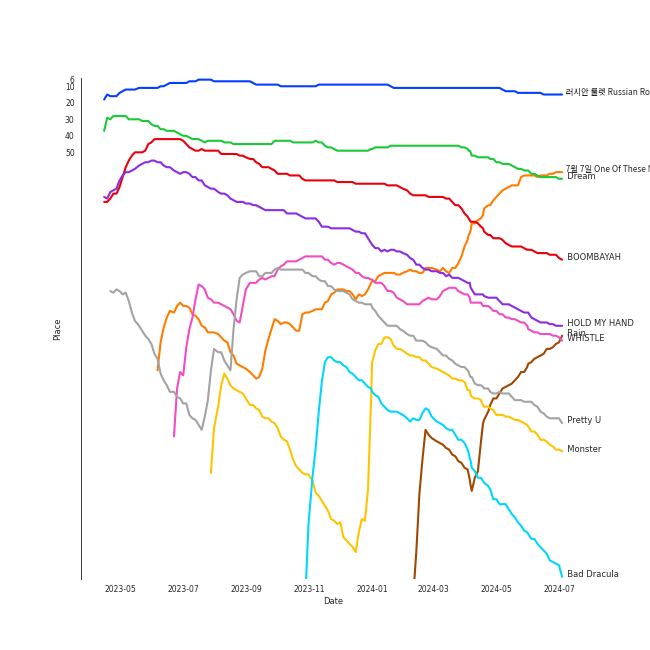 6
10
20
30
40
50
Place
러시안 룰렛 Russian Ro
7월 7일 One Of These N
Dream
BOOMBAYAH
HOLD MY HAND
Rain
WHISTLE
Pretty U
Monster
Bad Dracula
2023-05 2023-07 2023-09 2023-11 2024-01 2024-03 2024-05 2024-07
Date